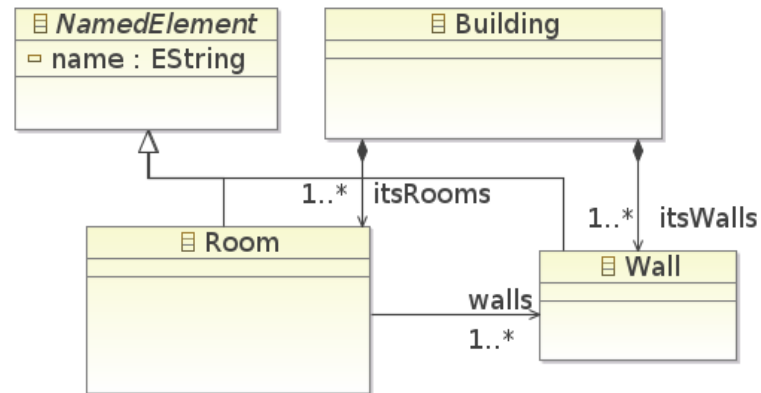 NamedElement
name : EString
Building
1..* itsRooms
1..* itsWalls
Room
Wall
walls
1..*